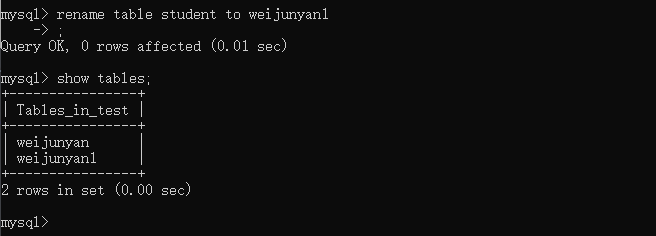 mysql> rename table student to weijunyan1
    -> ;
Query OK, 0 rows affected (0.01 sec)
mysql> show tables;
+----------------+
| Tables_in_test |
+----------------+
| weijunyan      |
| weijunyan1     |
+----------------+
2 rows in set (0.00 sec)
mysql>